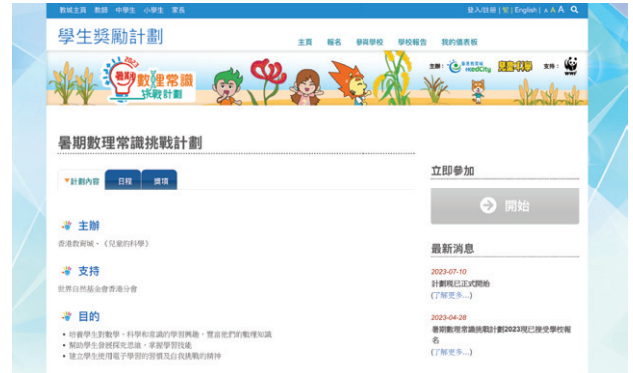 教城主頁 教師 中學生 小學生 家長
登入/註冊 | 繁 | English | A A A
學生獎勵計劃
主頁 報名 參與學校 學校報告 我的儀表板
2023
暑期數理常識
挑戰計劃
主辦: HKedCity 兒童的科學 支持: WWF
暑期數理常識挑戰計劃
計劃內容 日程 獎項
主辦
香港教育城、《兒童的科學》
支持
世界自然基金會香港分會
目的
培養學生對數學、科學和常識的學習興趣,豐富他們的數理知識
幫助學生發展探究思維,掌握學習技能
建立學生使用電子學習的習慣及自我挑戰的精神
立即參加
開始
最新消息
2023-07-10
計劃現已正式開始
(了解更多...)
2023-04-28
暑期數理常識挑戰計劃2023現已接受學校報
名
(了解更多...)